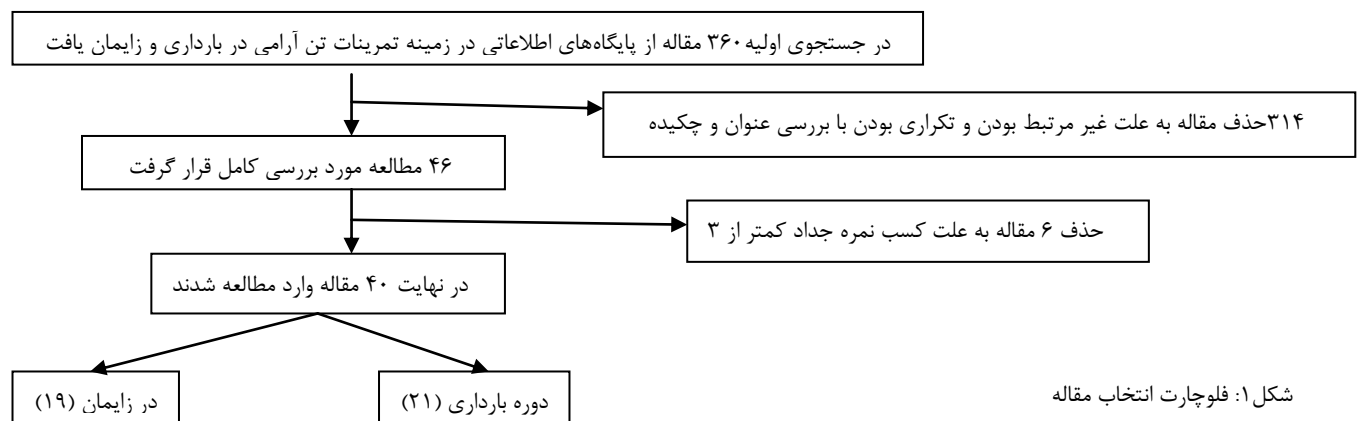 در جستجوی اولیه ۳۶۰ مقاله از پایگاه‌های اطلاعاتی در زمینه تمرینات تن آرامی در بارداری و زایمان یافت
۳۱۴حذف مقاله به علت غیر مرتبط بودن و تکراری بودن با بررسی عنوان و چکیده
۴۶ مطالعه مورد بررسی کامل قرار گرفت
حذف ۶ مقاله به علت کسب نمره جداد کمتر از ۳
در نهایت ۴۰ مقاله وارد مطالعه شدند
دوره بارداری (۲۱)
در زایمان (۱۹)
شکل۱: فلوچارت انتخاب مقاله